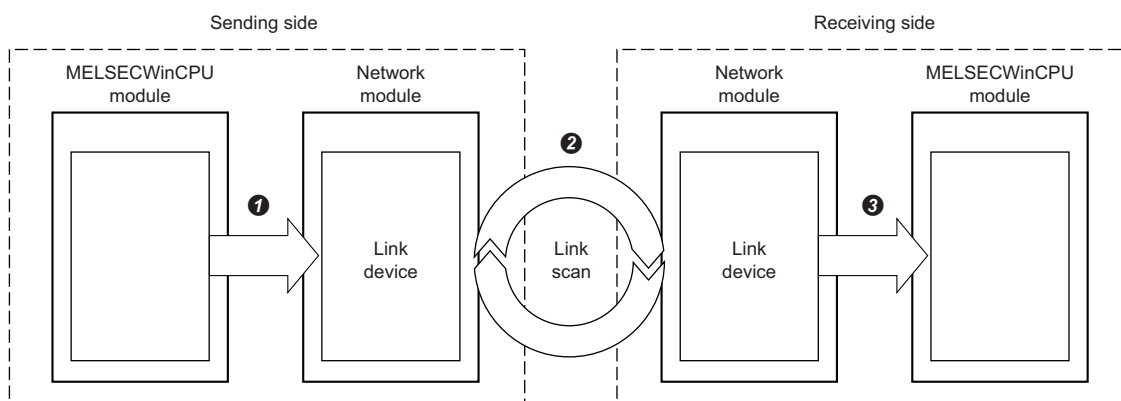 Sending side
Receiving side
MELSECWinCPU
module
Network
module
Network
module
MELSECWinCPU
module
❶
❷
❸
Link
device
Link
scan
Link
device